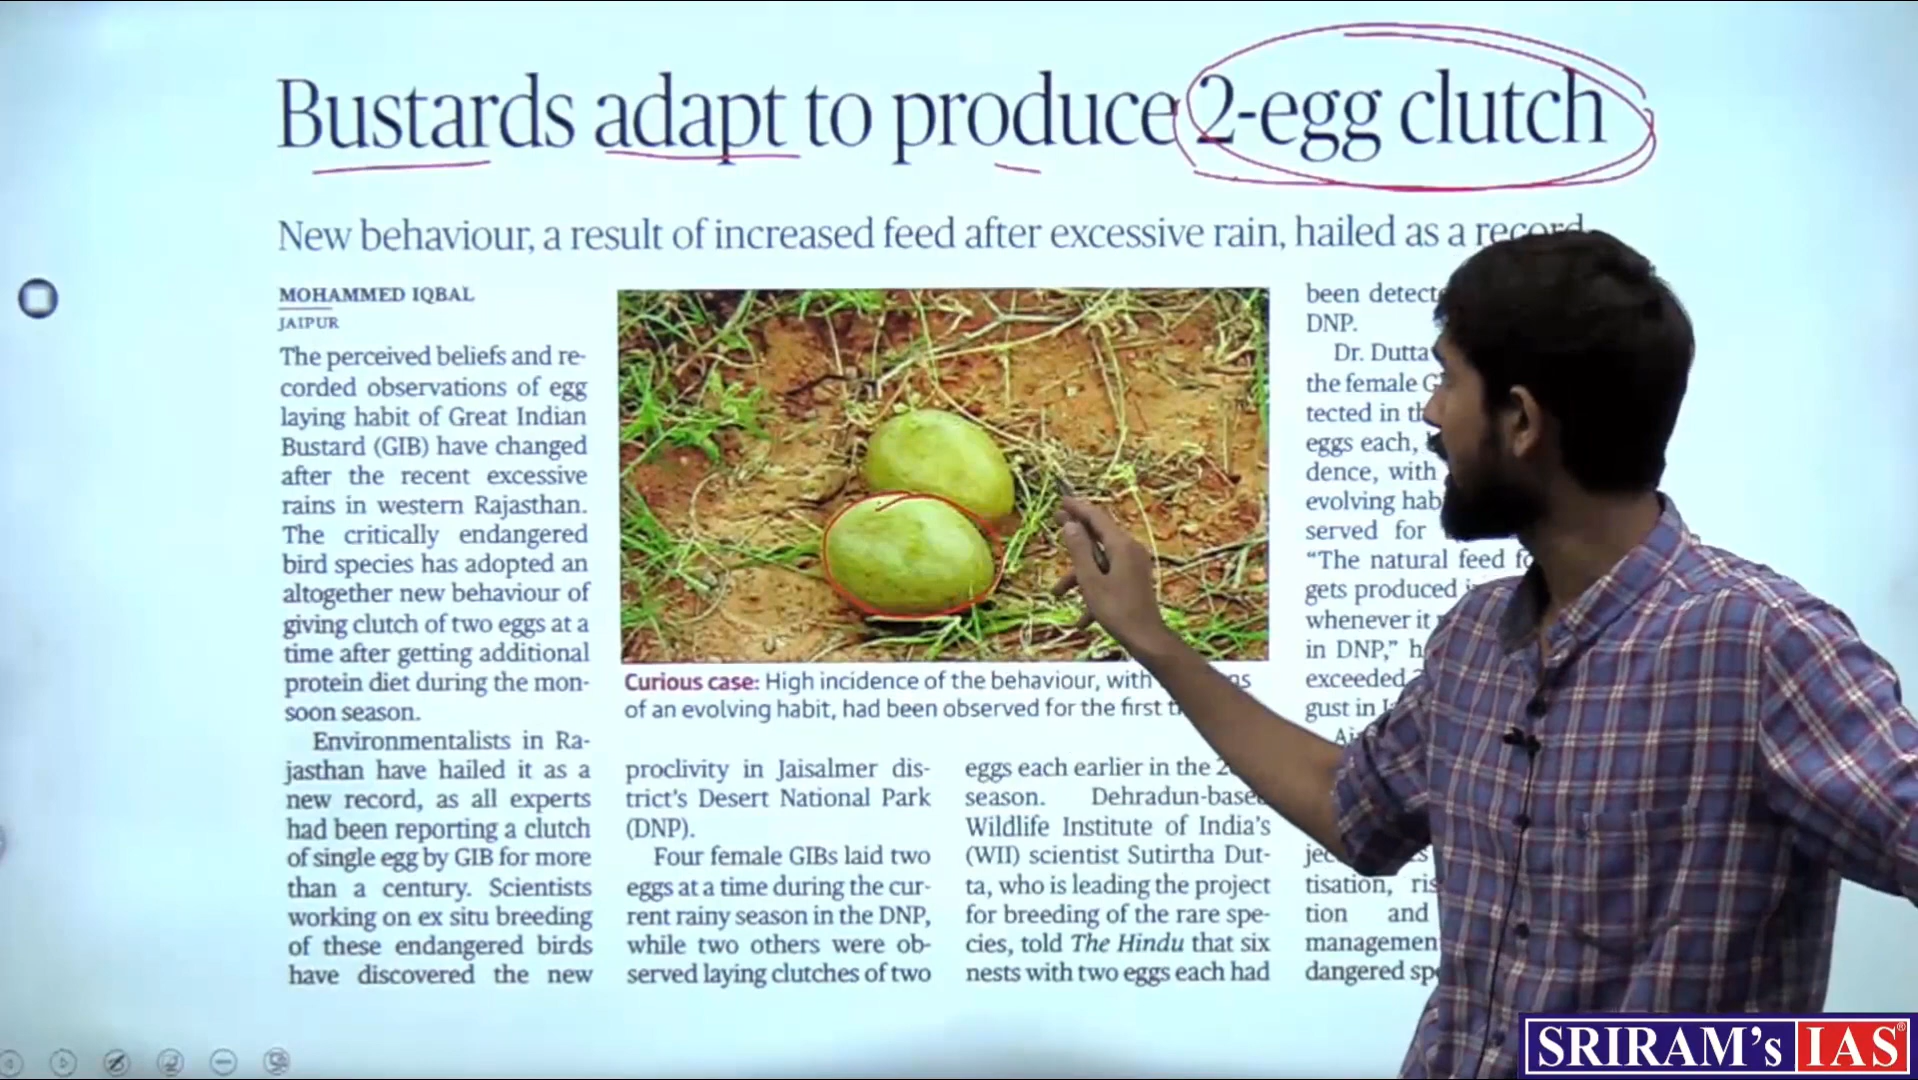 Bustards adapt to produce 2-egg clutch
New behaviour, a result of increased feed after excessive rain, hailed as a record
MOHAMMED IQBAL
JAIPUR
The perceived beliefs and re-
corded observations of egg
laying habit of Great Indian
Bustard (GIB) have changed
after the recent excessive
rains in western Rajasthan.
The critically endangered
bird species has adopted an
altogether new behaviour of
giving clutch of two eggs at a
time after getting additional
protein diet during the mon-
soon season.
Environmentalists in Ra-
jasthan have hailed it as a
new record, as all experts
had been reporting a clutch
of single egg by GIB for more
than a century. Scientists
working on ex situ breeding
of these endangered birds
have discovered the new
Curious case: High incidence of the behaviour, with
of an evolving habit, had been observed for the first
proclivity in Jaisalmer dis-
trict's Desert National Park
(DNP).
Four female GIBs laid two
eggs at a time during the cur-
rent rainy season in the DNP,
while two others were ob-
served laying clutches of two
eggs each earlier in the
season. Dehradun-based
Wildlife Institute of India's
(WII) scientist Sutirtha Dut-
ta, who is leading the project
for breeding of the rare spe-
cies, told The Hindu that six
nests with two eggs each had
been detected
DNP.
Dr. Dutta
the female
tected in
eggs each,
dence, with
evolving
served for
"The natural feed
gets produced
whenever it
in DNP,"
exceeded
gust in
tisation,
tion and
SRIRAM's IAS®